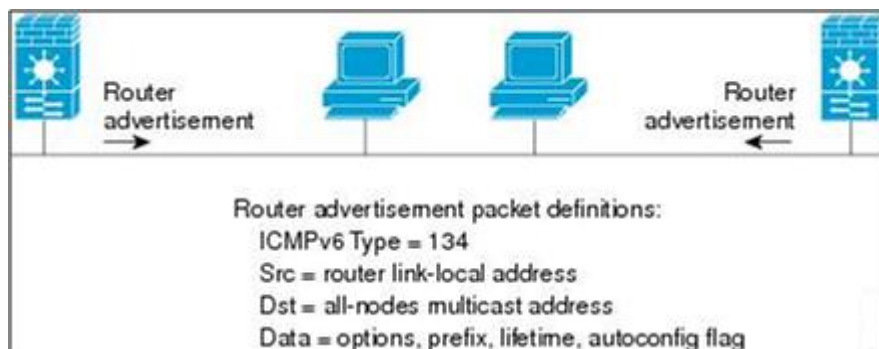 Router
advertisement
Router
advertisement
Router advertisement packet definitions:
ICMPv6 Type = 134
Src = router link-local address
Dst = all-nodes multicast address
Data = options, prefix, lifetime, autoconfig flag